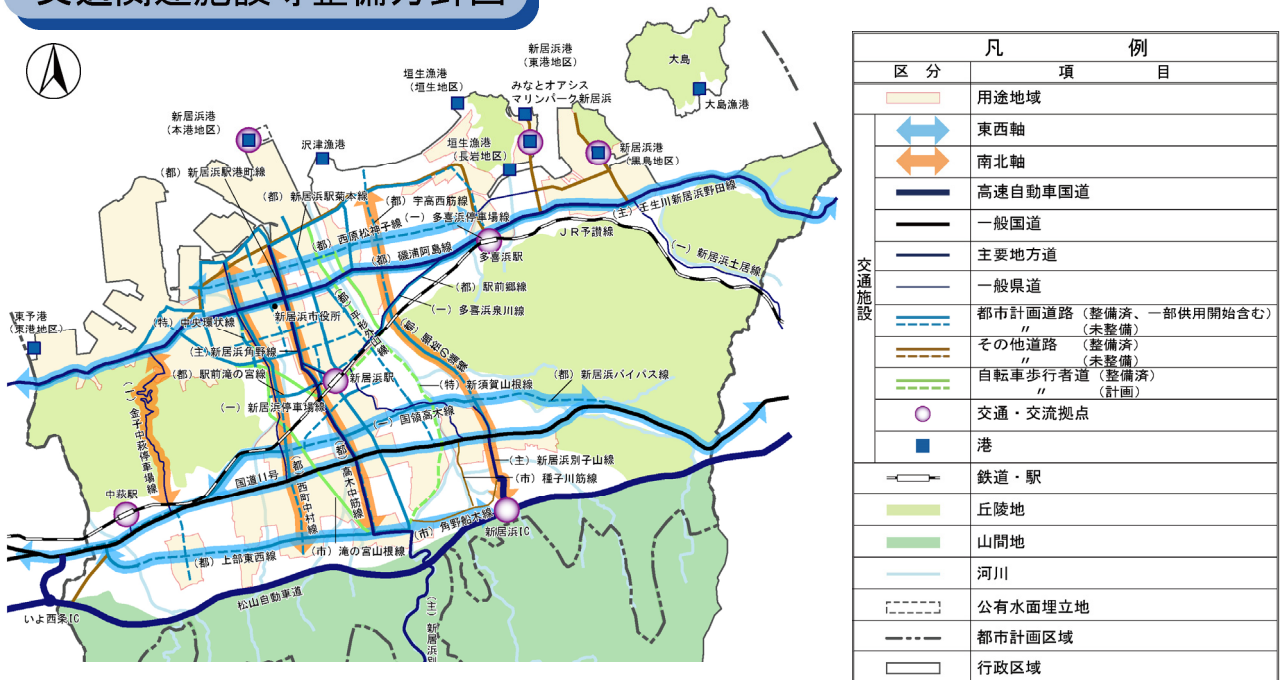 交通関連施設等整備方針図
大島
大島漁港
新居浜港
(東港地区)
みなとオアシス
マリンパーク新居浜
垣生漁港
(垣生地区)
新居浜港
(本港地区)
沢津漁港
垣生漁港
(長岩地区)
新居浜港
(黒島地区)
(都) 新居浜駅港町線
(都) 新居浜駅菊本線
(都) 宇高西筋線
(一) 多喜浜停車場線
(主) 壬生川新居浜野田線
(都) 西原松神子線
JR予讃線
多喜浜駅
(都) 磯浦阿島線
(一) 新居浜土居線
(都) 駅前郷線
(一) 多喜浜泉川線
東予港
(東港地区)
新居浜市役所
(特) 中央環状線
(主) 新居浜角野線
(都) 駅前滝の宮線
新居浜駅
(特) 新須賀山根線
(都) 新居浜バイパス線
(一) 新居浜停車場線
(一) 国領高木線
(一) 金子中萩停車場線
国道11号
(都) 西町中村線
(都) 高木中筋線
(主) 新居浜別子山線
(市) 種子川筋線
中萩駅
(市) 角野船木線
新居浜IC
(都) 上部東西線
(市) 滝の宮山根線
松山自動車道
いよ西条IC
(主) 新居浜別
凡 例
区 分 項 目
用途地域
交通施設
東西軸
南北軸
高速自動車国道
一般国道
主要地方道
一般県道
都市計画道路 (整備済、一部供用開始含む)
〃 (未整備)
その他道路 (整備済)
〃 (未整備)
自転車歩行者道 (整備済)
〃 (計画)
交通・交流拠点
港
鉄道・駅
丘陵地
山間地
河川
公有水面埋立地
都市計画区域
行政区域